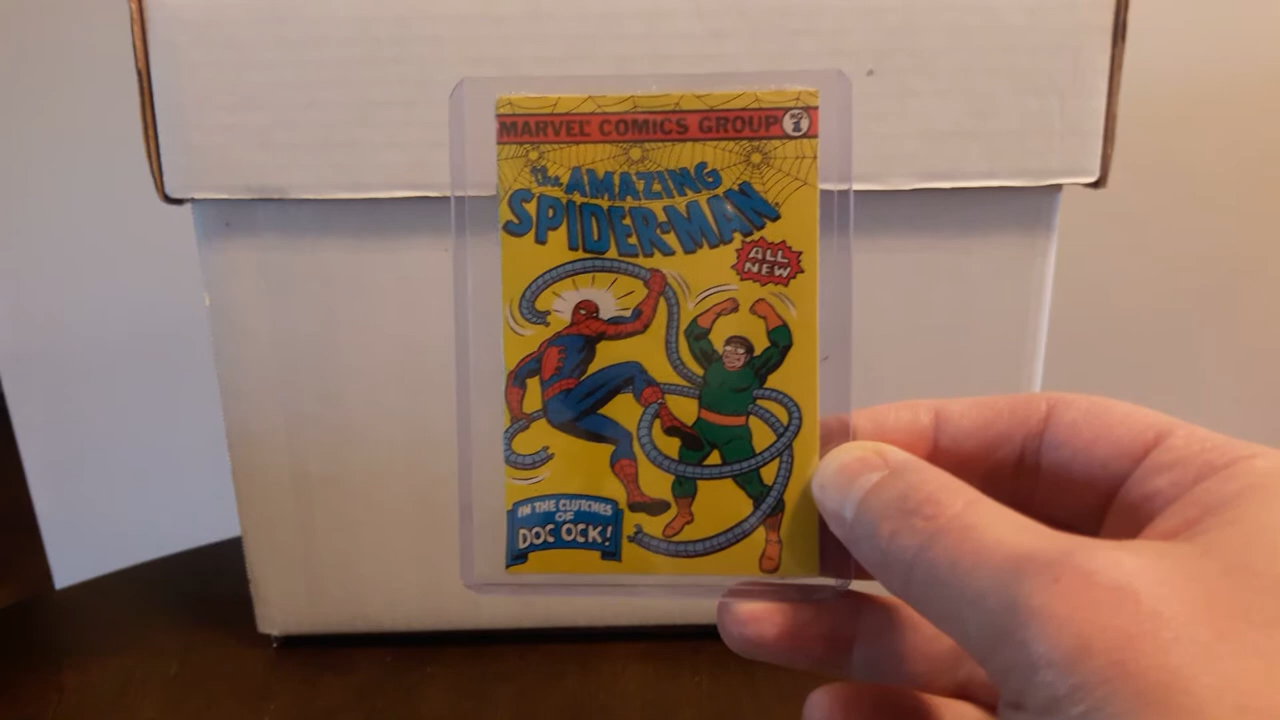 MARVEL COMICS GROUP NO. 1
the AMAZING
SPIDER-MAN
ALL
NEW
IN THE CLUTCHES
OF
DOC OCK!